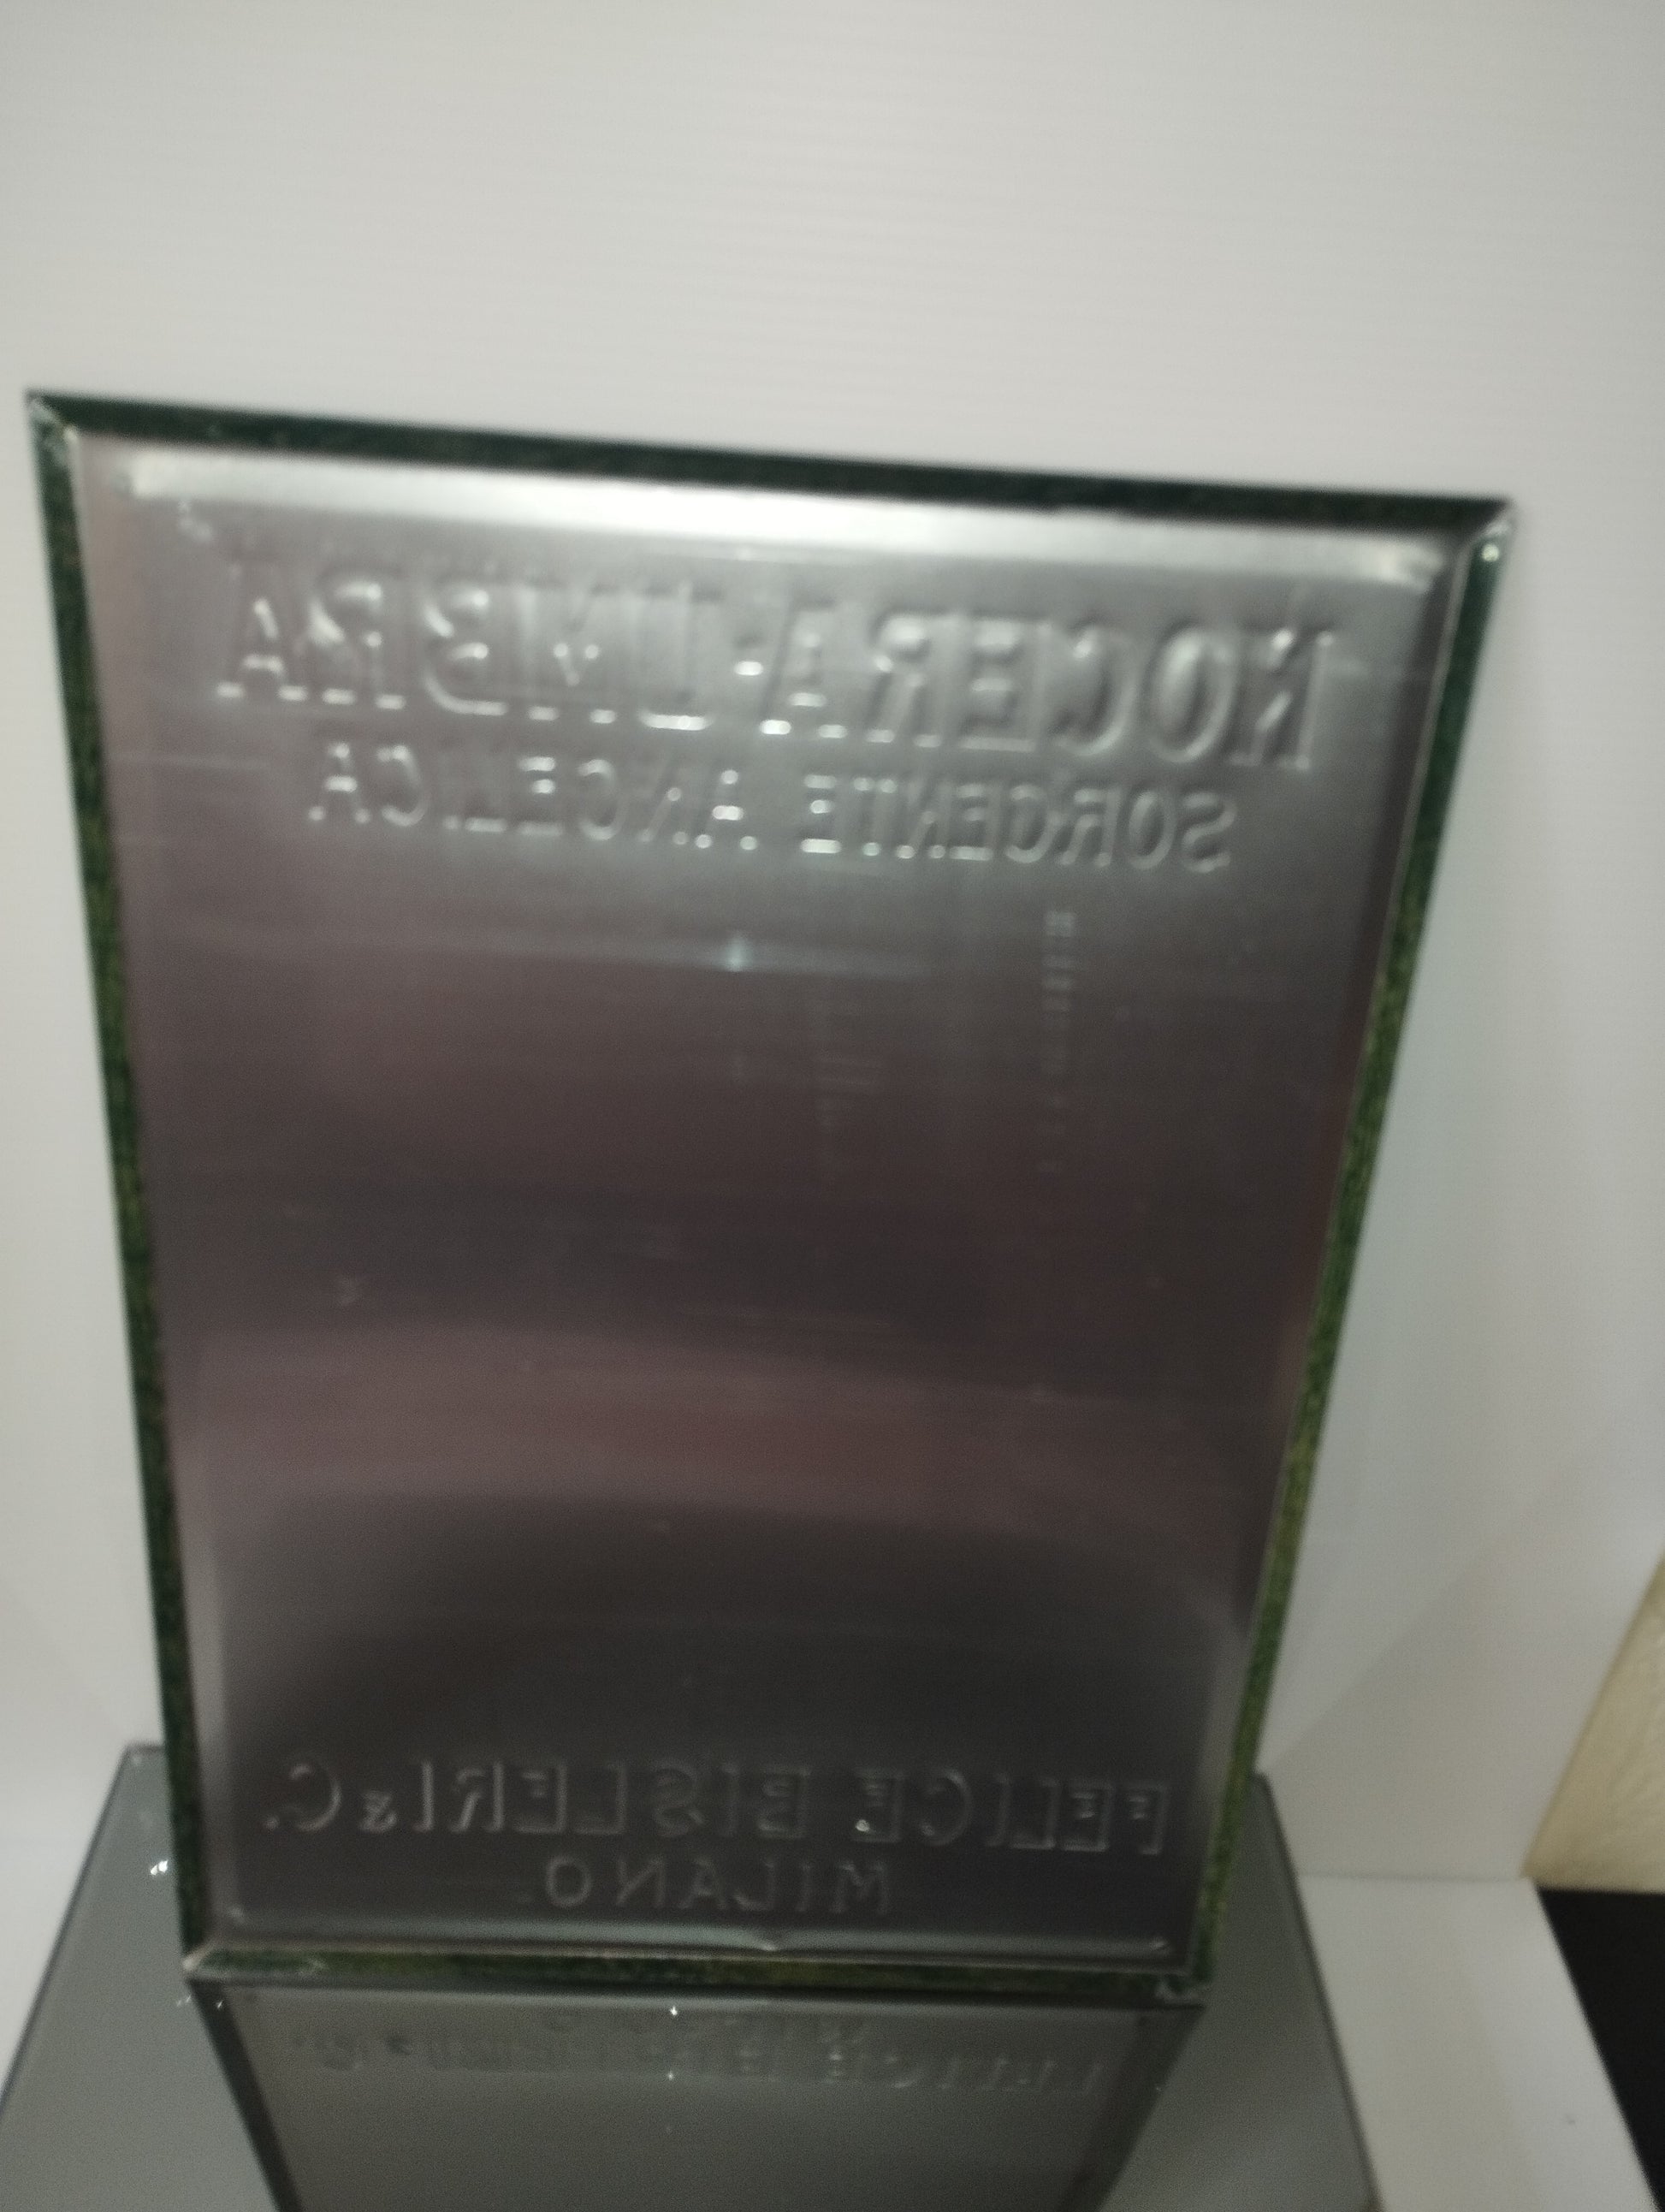 NOCERA-UMBRA
SORGENTE ANGELICA
FELICE BISLERI & C.
MILANO